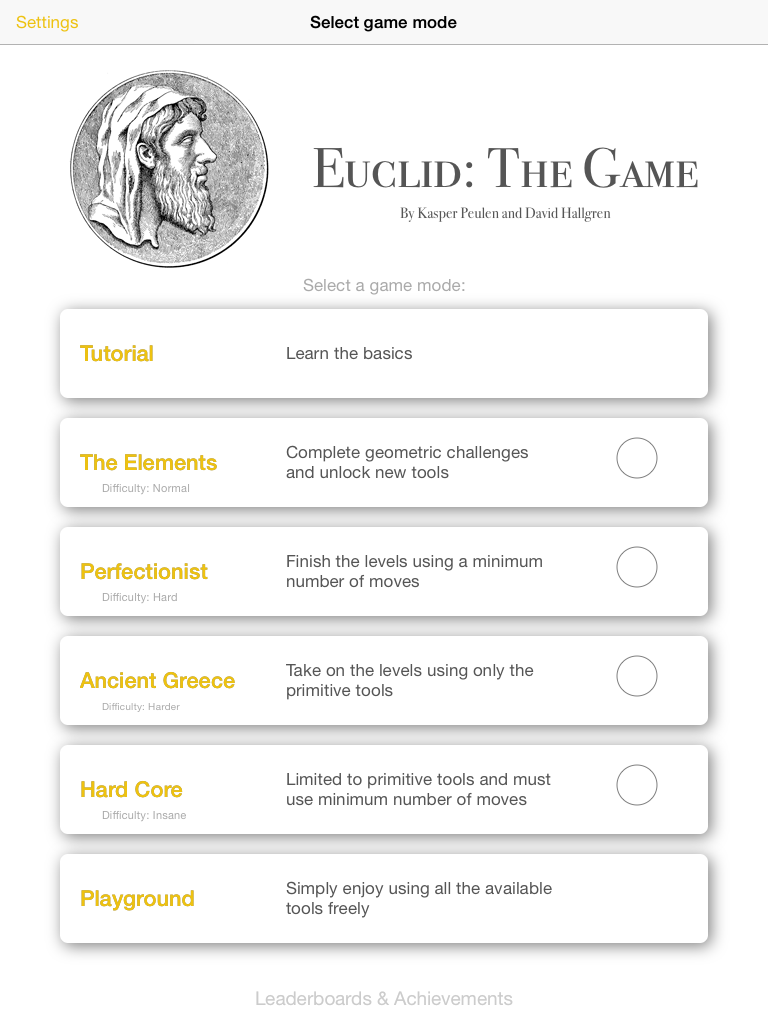 Settings
Select game mode
Euclid: The Game
By Kasper Peulen and David Hallgren
Select a game mode:
Tutorial
Learn the basics
The Elements
Difficulty: Normal
Complete geometric challenges
and unlock new tools
Perfectionist
Difficulty: Hard
Finish the levels using a minimum
number of moves
Ancient Greece
Difficulty: Harder
Take on the levels using only the
primitive tools
Hard Core
Difficulty: Insane
Limited to primitive tools and must
use minimum number of moves
Playground
Simply enjoy using all the available
tools freely
Leaderboards & Achievements